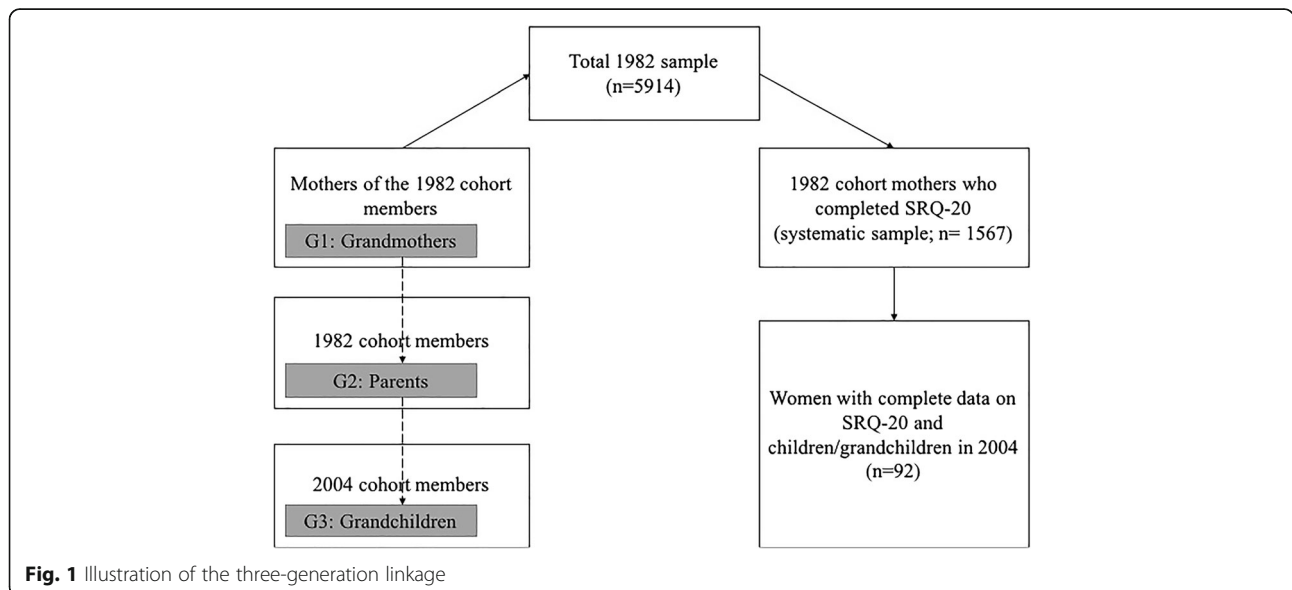 Total 1982 sample
(n=5914)
Mothers of the 1982 cohort
members
G1: Grandmothers
1982 cohort members
G2: Parents
2004 cohort members
G3: Grandchildren
1982 cohort mothers who
completed SRQ-20
(systematic sample; n= 1567)
Women with complete data on
SRQ-20 and
children/grandchildren in 2004
(n=92)
Fig. 1 Illustration of the three-generation linkage